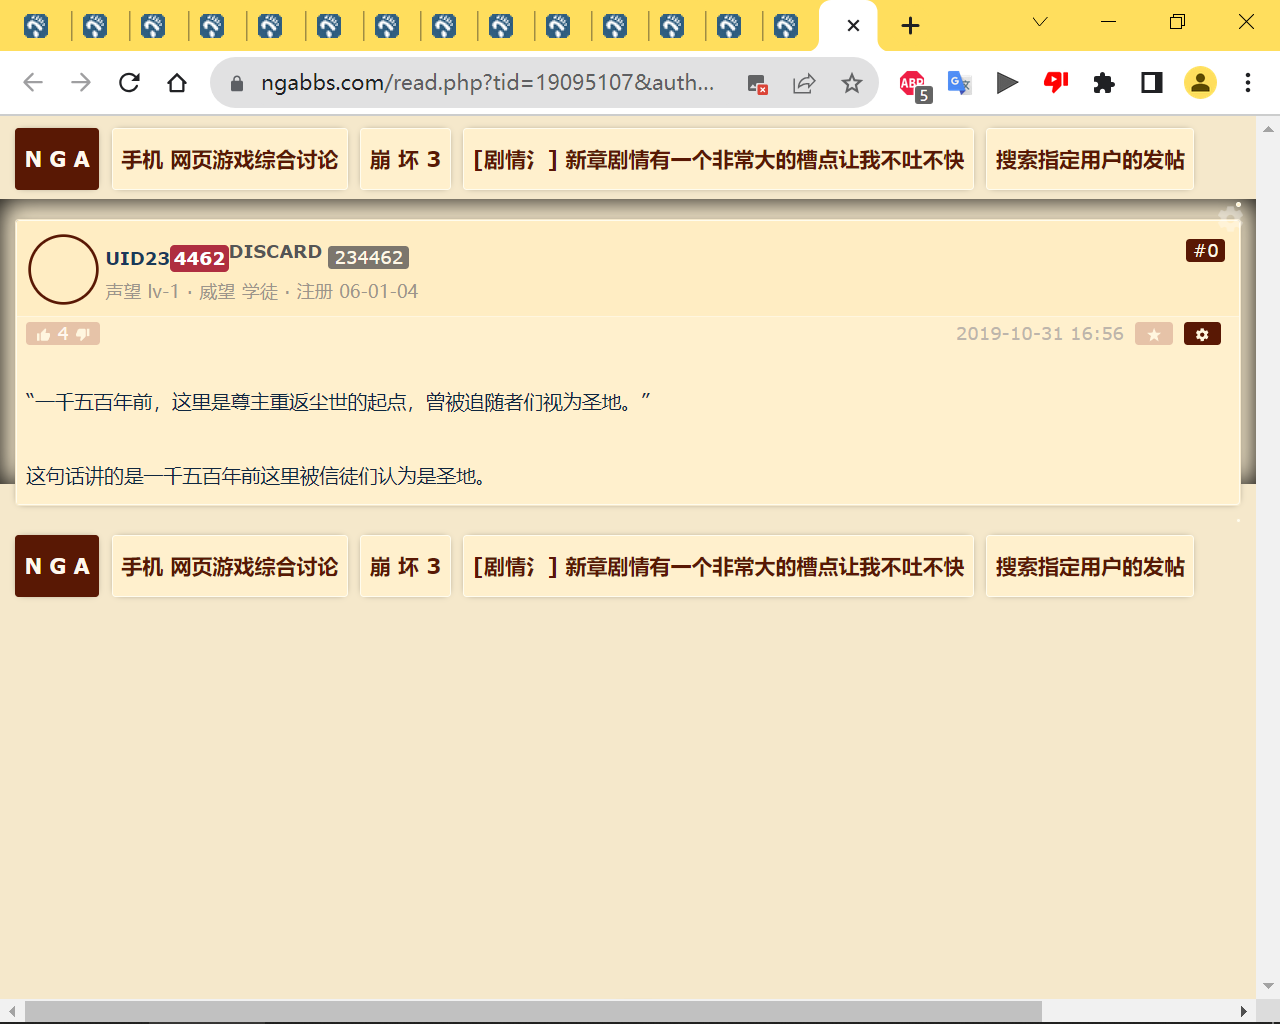 ngabbs.com/read.php?tid=19095107&auth...
ABP
5
N G A
手机 网页游戏综合讨论
崩 坏 3
[剧情氵] 新章剧情有一个非常大的槽点让我不吐不快
搜索指定用户的发帖
UID234462DISCARD 234462
#0
声望 lv-1 · 威望 学徒 · 注册 06-01-04
4
2019-10-31 16:56
“一千五百年前，这里是尊主重返尘世的起点，曾被追随者们视为圣地。”
这句话讲的是一千五百年前这里被信徒们认为是圣地。
N G A
手机 网页游戏综合讨论
崩 坏 3
[剧情氵] 新章剧情有一个非常大的槽点让我不吐不快
搜索指定用户的发帖